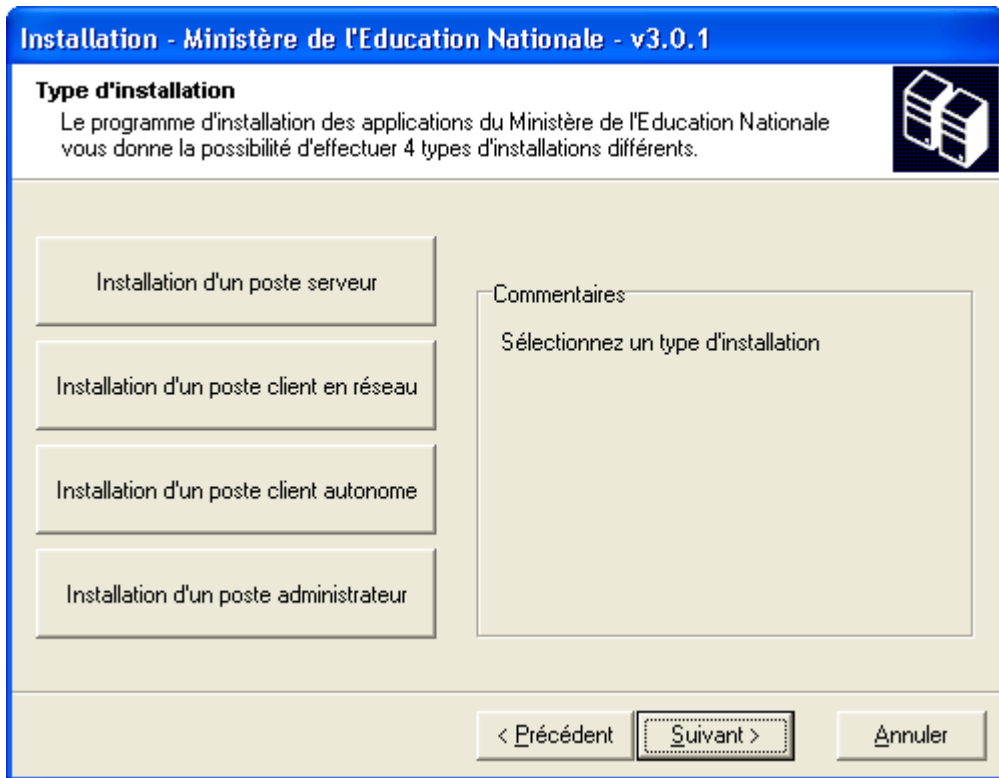 Installation - Ministère de l'Education Nationale - v3.0.1
Type d'installation
Le programme d'installation des applications du Ministère de l'Education Nationale
vous donne la possibilité d'effectuer 4 types d'installations différents.
Installation d'un poste serveur
Installation d'un poste client en réseau
Installation d'un poste client autonome
Installation d'un poste administrateur
Commentaires
Sélectionnez un type d'installation
< Précédent
Suivant >
Annuler